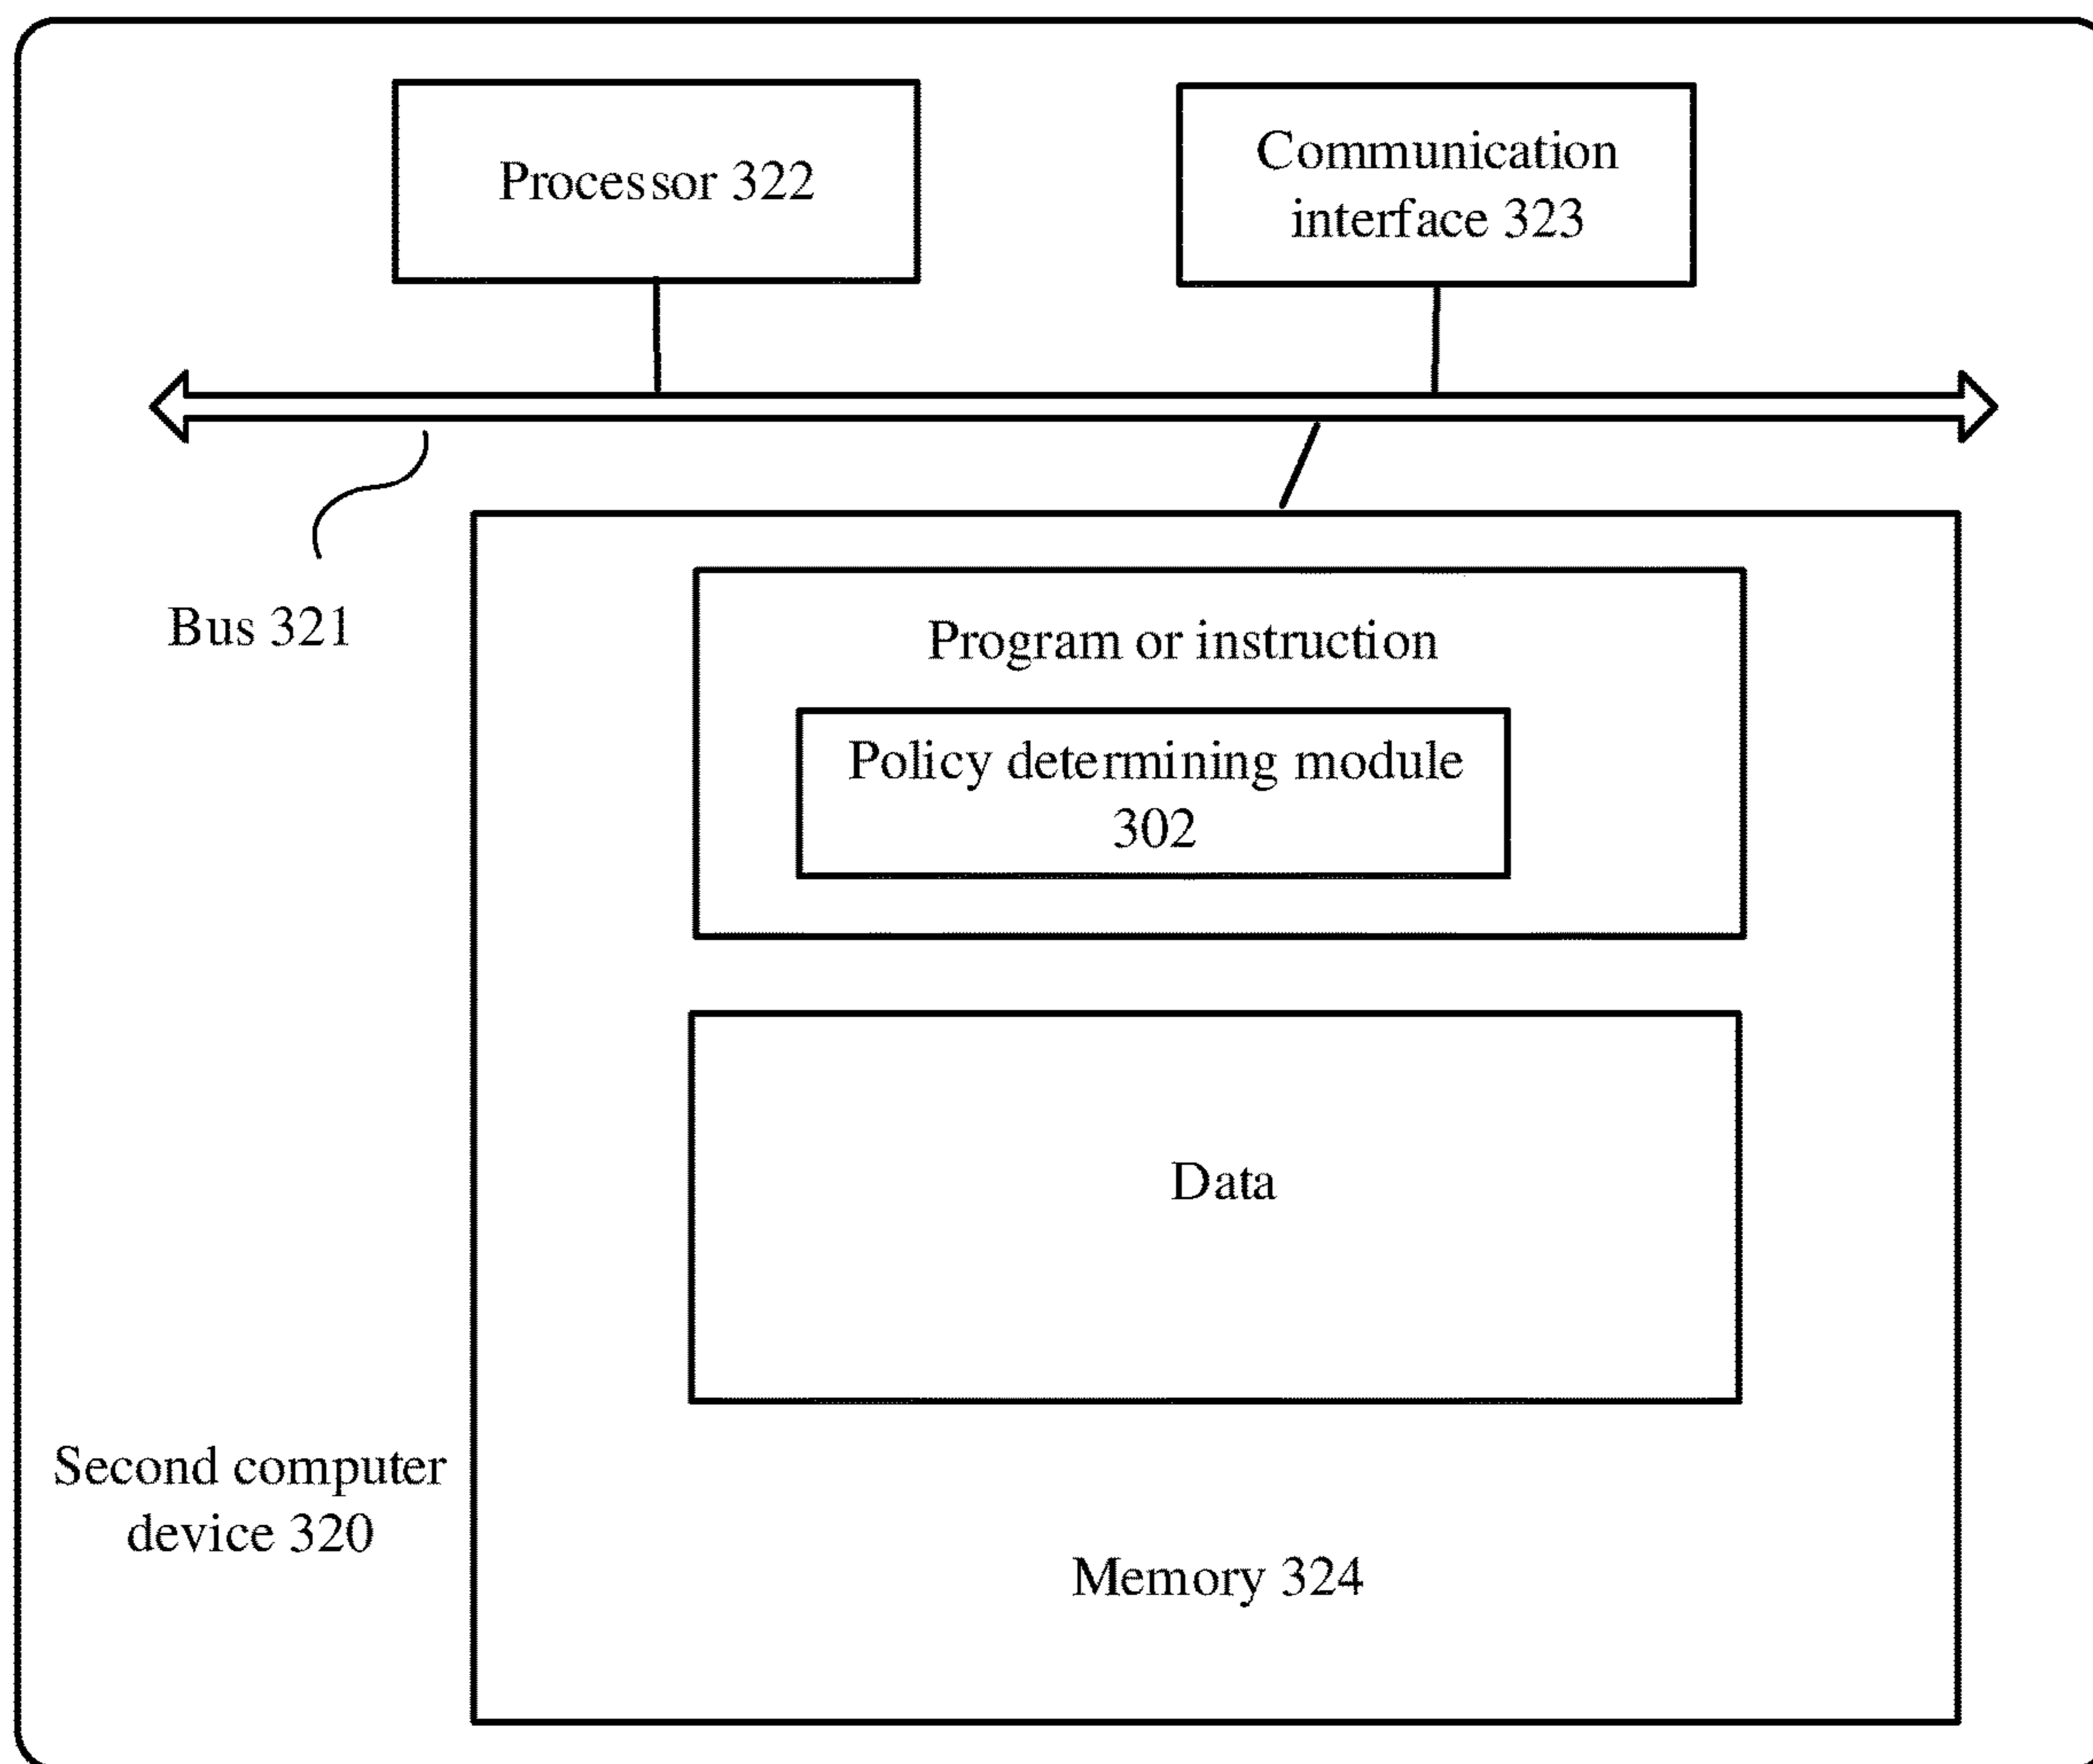 Processor 322
Communication
interface 323
Bus 321
Program or instruction
Policy determining module
302
Data
Second computer
device 320
Memory 324